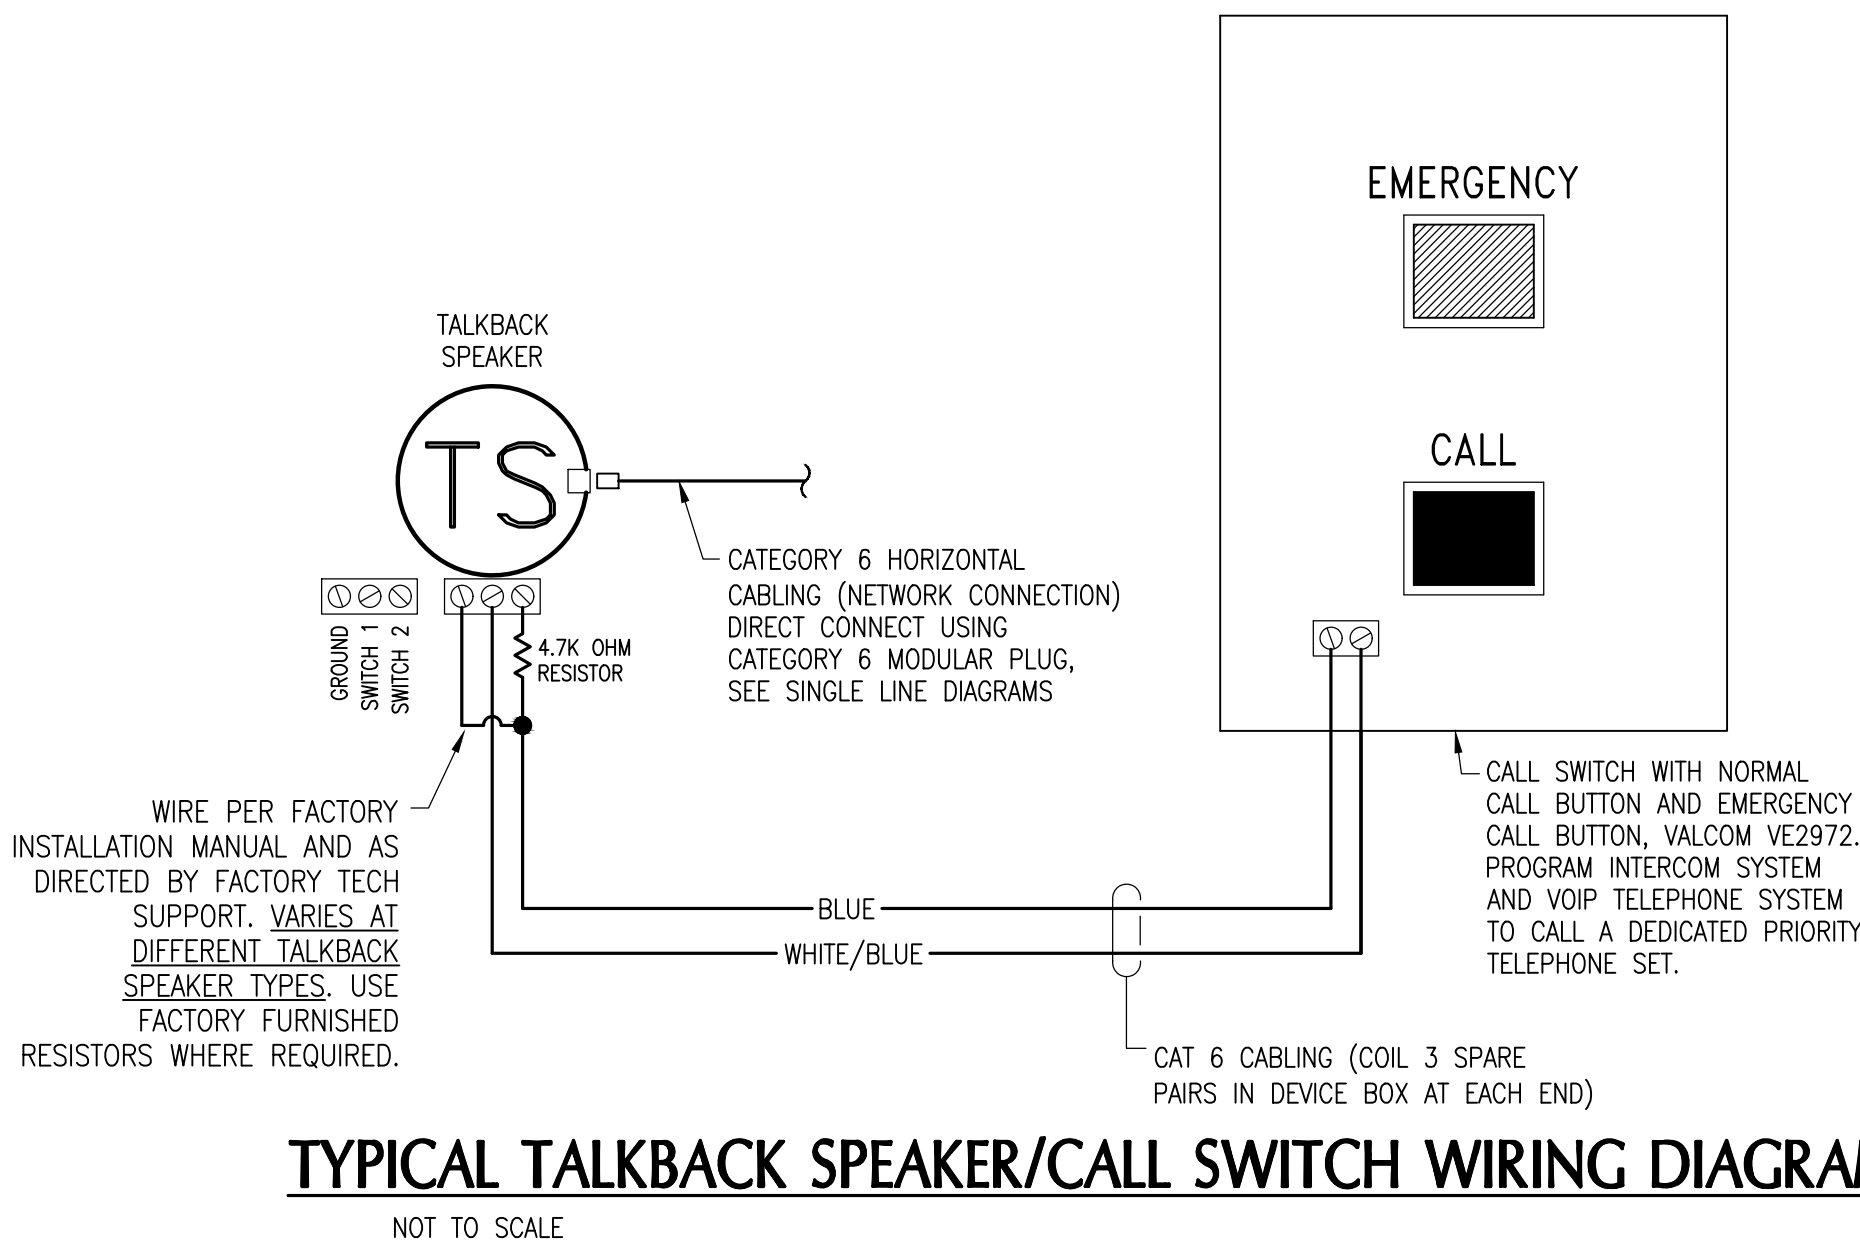 EMERGENCY
CALL
TALKBACK
SPEAKER
TS
CATEGORY 6 HORIZONTAL
CABLING (NETWORK CONNECTION)
DIRECT CONNECT USING
CATEGORY 6 MODULAR PLUG,
SEE SINGLE LINE DIAGRAMS
GROUND
SWITCH 1
SWITCH 2
4.7K OHM
RESISTOR
WIRE PER FACTORY
INSTALLATION MANUAL AND AS
DIRECTED BY FACTORY TECH
SUPPORT. VARIES AT
DIFFERENT TALKBACK
SPEAKER TYPES. USE
FACTORY FURNISHED
RESISTORS WHERE REQUIRED.
CALL SWITCH WITH NORMAL
CALL BUTTON AND EMERGENCY
CALL BUTTON, VALCOM VE2972.
PROGRAM INTERCOM SYSTEM
AND VOIP TELEPHONE SYSTEM
TO CALL A DEDICATED PRIORITY
TELEPHONE SET.
BLUE
WHITE/BLUE
CAT 6 CABLING (COIL 3 SPARE
PAIRS IN DEVICE BOX AT EACH END)
TYPICAL TALKBACK SPEAKER/CALL SWITCH WIRING DIAGRAM
NOT TO SCALE